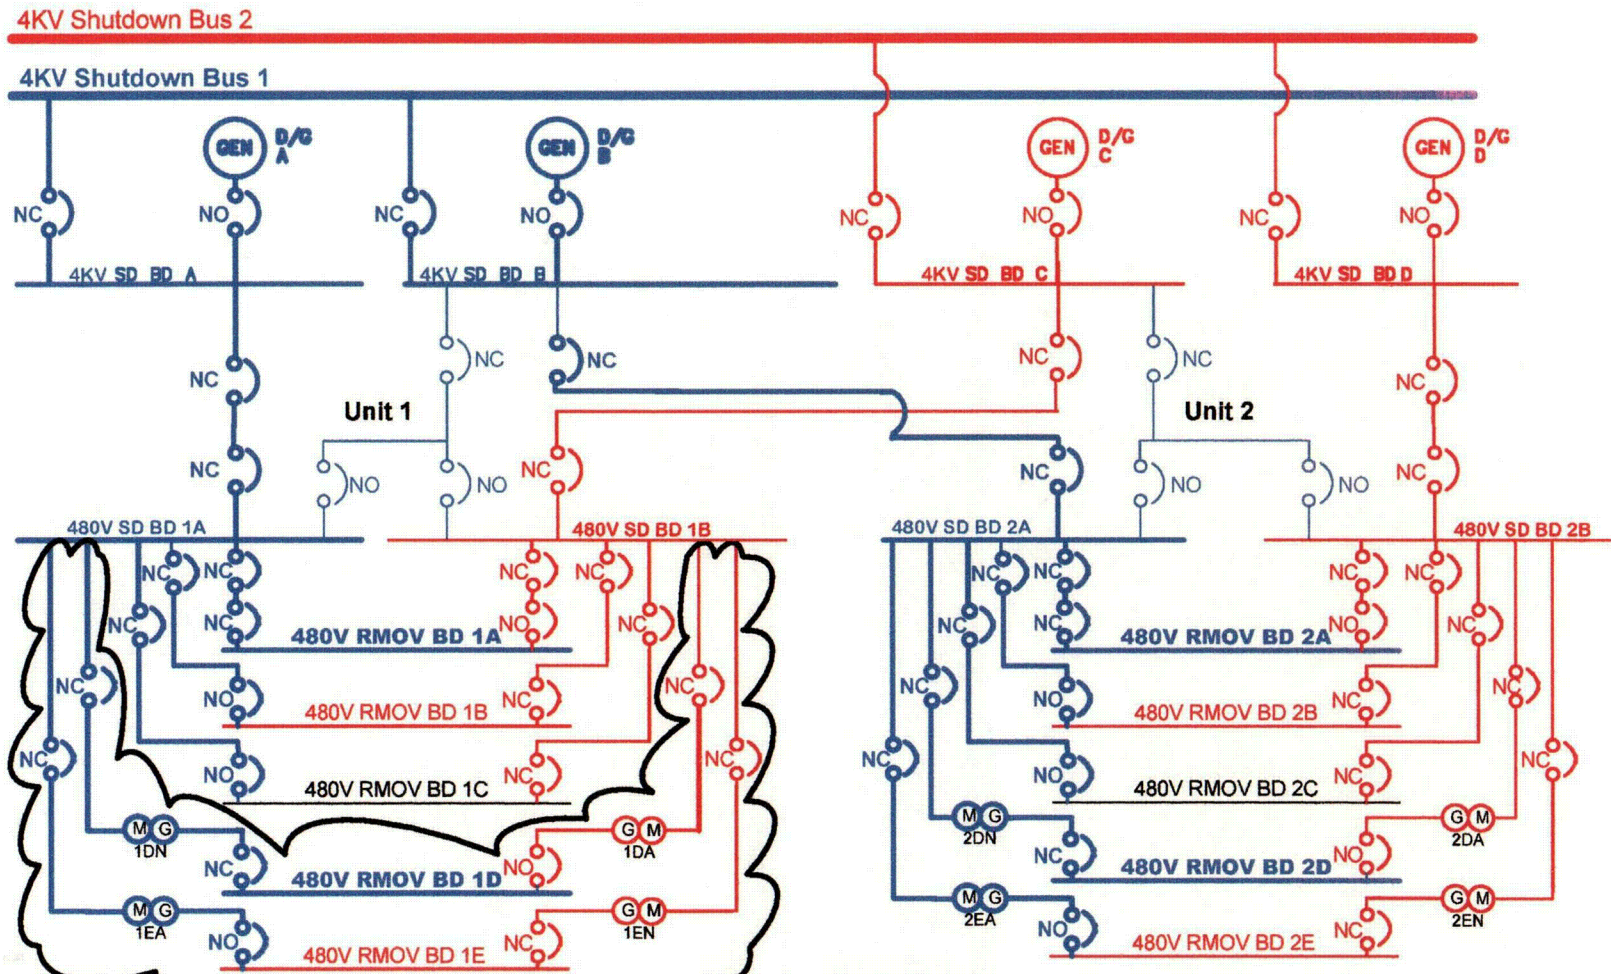 4KV Shutdown Bus 2
4KV Shutdown Bus 1
GEN D/G A
GEN D/G B
GEN D/G C
GEN D/G D
NC NO NC NO NC NO NC NO
4KV SD BD A
4KV SD BD B
4KV SD BD C
4KV SD BD D
NC NC NC NC NC NC
Unit 1
Unit 2
NC NO NO NC NC NO NO NC
480V SD BD 1A
480V SD BD 1B
480V SD BD 2A
480V SD BD 2B
NC NC NC NC NC NC NC NC
NC NC 480V RMOV BD 1A NO NC
NC NC 480V RMOV BD 2A NO NC
NC NO 480V RMOV BD 1B NC NC
NC NO 480V RMOV BD 2B NC NC
NC NO 480V RMOV BD 1C NC NC
NC NO 480V RMOV BD 2C NC NC
M G G M
1DN 1DA
M G G M
2DN 2DA
NC 480V RMOV BD 1D NO
NC 480V RMOV BD 2D NO
M G G M
1EA 1EN
M G G M
2EA 2EN
NO 480V RMOV BD 1E NC
NO 480V RMOV BD 2E NC